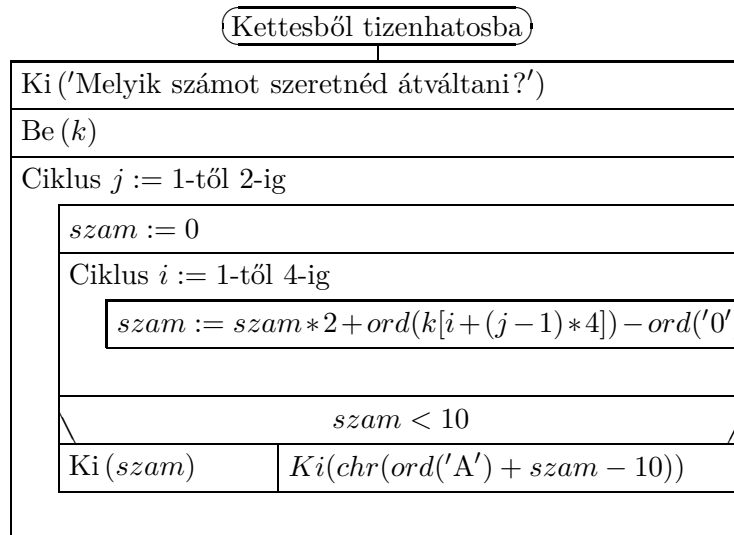 Kettesből tizenhatosba
Ki ('Melyik számot szeretnéd átváltani?')
Be (k)
Ciklus j := 1-től 2-ig
szam := 0
Ciklus i := 1-től 4-ig
szam := szam*2+ord(k[i+(j−1)*4])−ord('0'
szam < 10
Ki (szam) Ki(chr(ord('A') + szam − 10))